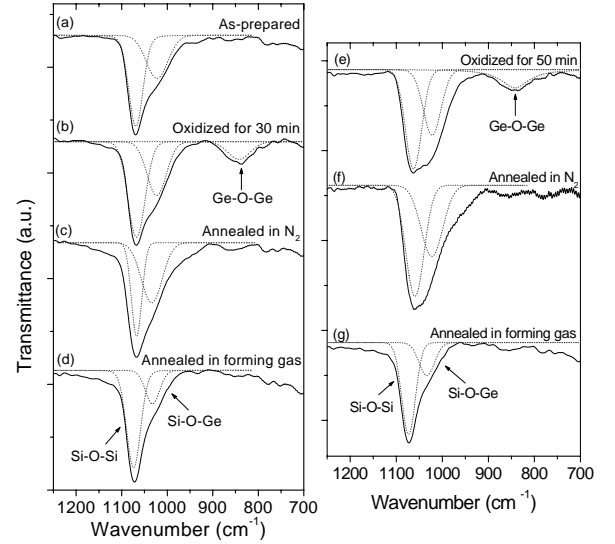 (a)
As-prepared
(b)
Oxidized for 30 min
Ge-O-Ge
(c)
Annealed in N₂
(d)
Annealed in forming gas
Si-O-Si
Si-O-Ge
1200 1100 1000 900 800 700
Wavenumber (cm⁻¹)
Transmittance (a.u.)
(e)
Oxidized for 50 min
Ge-O-Ge
(f)
Annealed in N₂
(g)
Annealed in forming gas
Si-O-Si
Si-O-Ge
1200 1100 1000 900 800 700
Wavenumber (cm⁻¹)